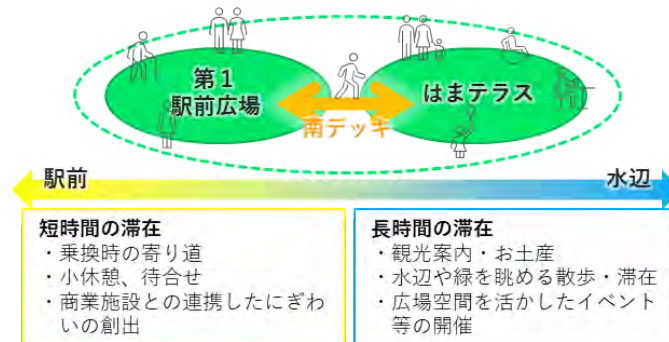 第１
駅前広場
はまテラス
南デッキ
駅前
水辺
短時間の滞在
・乗換時の寄り道
・小休憩、待合せ
・商業施設との連携したにぎわ
いの創出
長時間の滞在
・観光案内・お土産
・水辺や緑を眺める散歩・滞在
・広場空間を活かしたイベント
等の開催